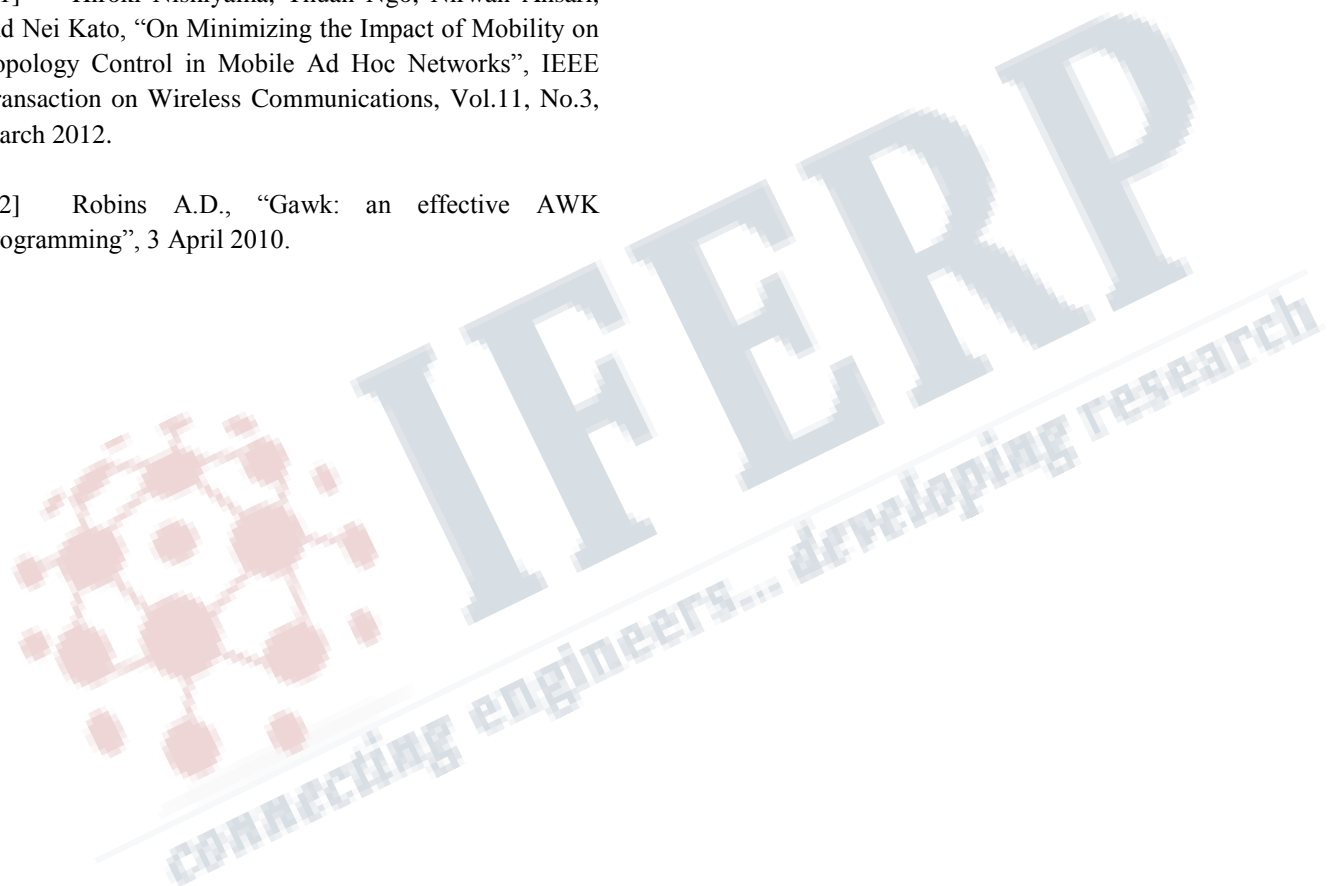 1] Hiroki Nishiyama, Thuan Ngo, Nirwan Ansari,
d Nei Kato, “On Minimizing the Impact of Mobility on
opology Control in Mobile Ad Hoc Networks”, IEEE
ransaction on Wireless Communications, Vol.11, No.3,
arch 2012.
2] Robins A.D., “Gawk: an effective AWK
ogramming”, 3 April 2010.
IFERP
connecting engineers... developing research